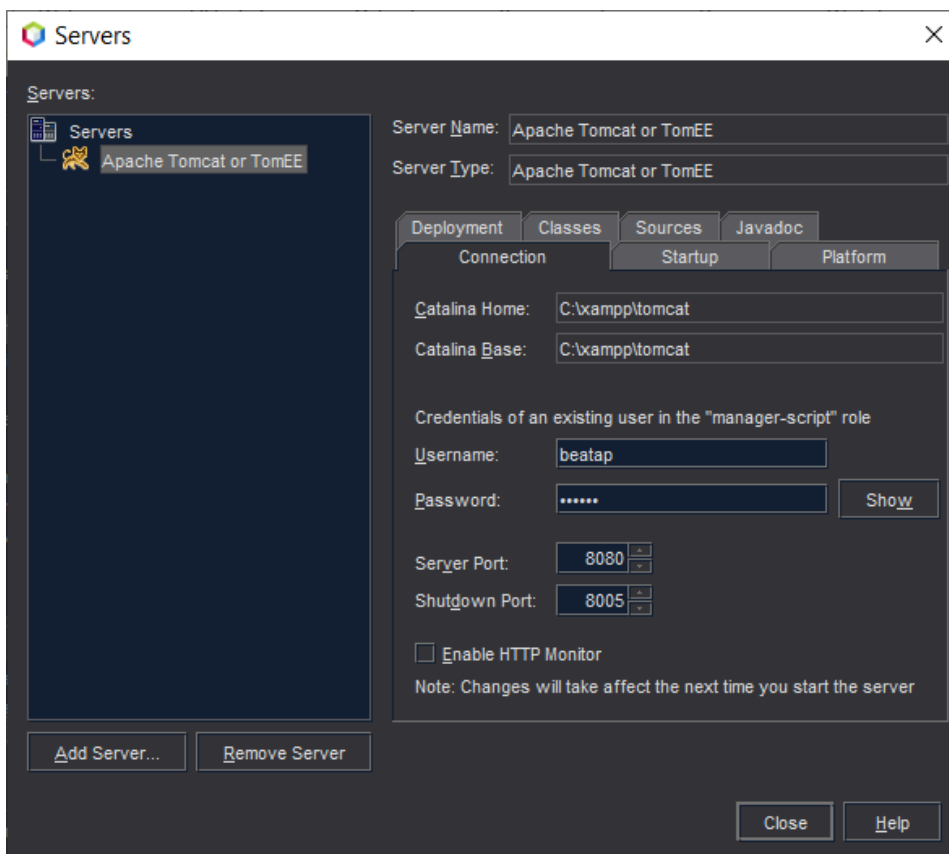 Servers
Servers:
Servers
Apache Tomcat or TomEE
Server Name: Apache Tomcat or TomEE
Server Type: Apache Tomcat or TomEE
Deployment Classes Sources Javadoc
Connection Startup Platform
Catalina Home: C:\xampp\tomcat
Catalina Base: C:\xampp\tomcat
Credentials of an existing user in the "manager-script" role
Username: beatap
Password: ••••••
Show
Server Port: 8080
Shutdown Port: 8005
Enable HTTP Monitor
Note: Changes will take affect the next time you start the server
Add Server... Remove Server
Close Help